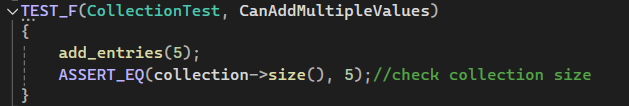 TEST_F(CollectionTest, CanAddMultipleValues)
{
add_entries(5);
ASSERT_EQ(collection->size(), 5);//check collection size
}